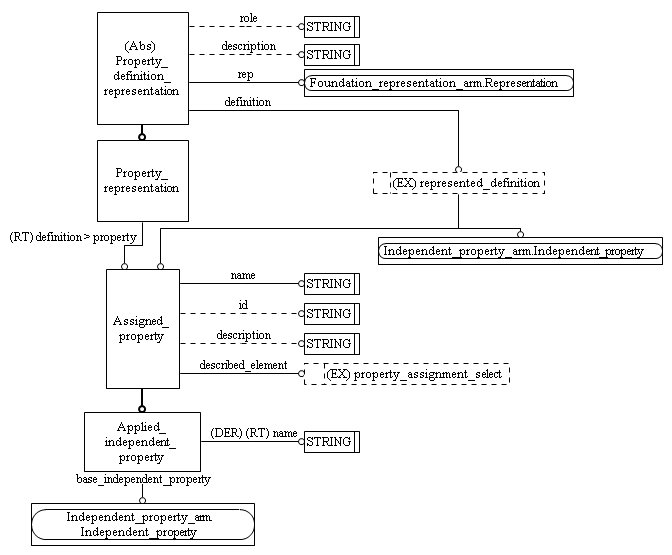 role
STRING
(Abs)
Property_
definition_
representation
description
STRING
rep
Foundation_representation_arm.Representation
definition
Property_
representation
(EX) represented_definition
(RT) definition > property
Independent_property_arm.Independent_property
name
STRING
id
STRING
Assigned_
property
description
STRING
described_element
(EX) property_assignment_select
Applied_
independent_
property
(DER) (RT) name
STRING
base_independent_property
Independent_property_arm.
Independent_property